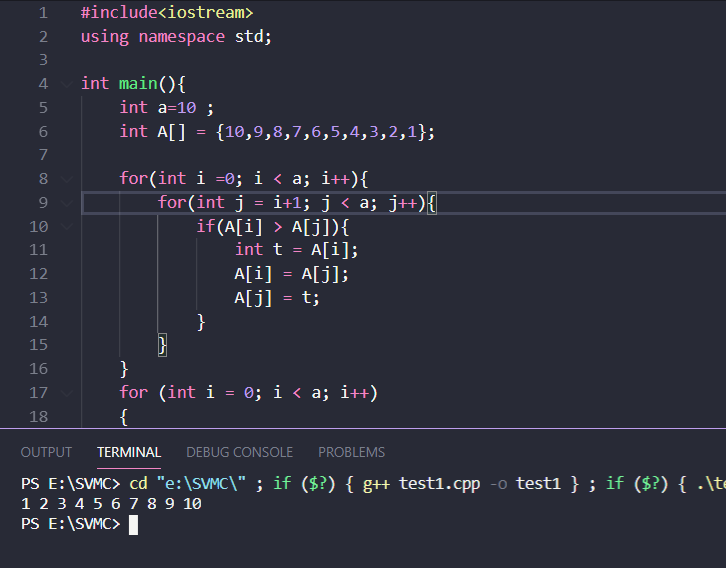 1 #include<iostream>
2 using namespace std;
3
4 int main(){
5 int a=10 ;
6 int A[] = {10,9,8,7,6,5,4,3,2,1};
7
8 for(int i =0; i < a; i++){
9 for(int j = i+1; j < a; j++){
10 if(A[i] > A[j]){
11 int t = A[i];
12 A[i] = A[j];
13 A[j] = t;
14 }
15 }
16 }
17 for (int i = 0; i < a; i++)
18 {
OUTPUT TERMINAL DEBUG CONSOLE PROBLEMS
PS E:\SVMC> cd "e:\SVMC\" ; if ($?) { g++ test1.cpp -o test1 } ; if ($?) { .\te
1 2 3 4 5 6 7 8 9 10
PS E:\SVMC>